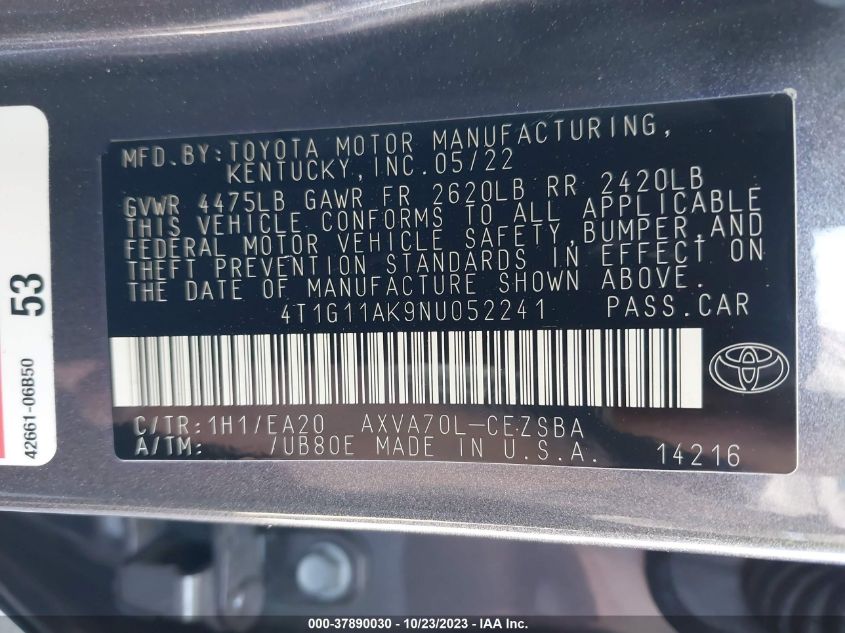 MFD.BY:TOYOTA MOTOR MANUFACTURING,
KENTUCKY,INC.05/22
GVWR 4475LB GAWR FR 2620LB RR 2420LB
THIS VEHICLE CONFORMS TO ALL APPLICABLE
FEDERAL MOTOR VEHICLE SAFETY,BUMPER,AND
THEFT PREVENTION STANDARDS IN EFFECT ON
THE DATE OF MANUFACTURE SHOWN ABOVE.
4T1G11AK9NU052241 PASS.CAR
C/TR:1H1/EA20 AXVA70L-CEZSBA
A/TM: /UB80E MADE IN U.S.A. 14216
53
42661-06B50
000-37890030 - 10/23/2023 - IAA Inc.